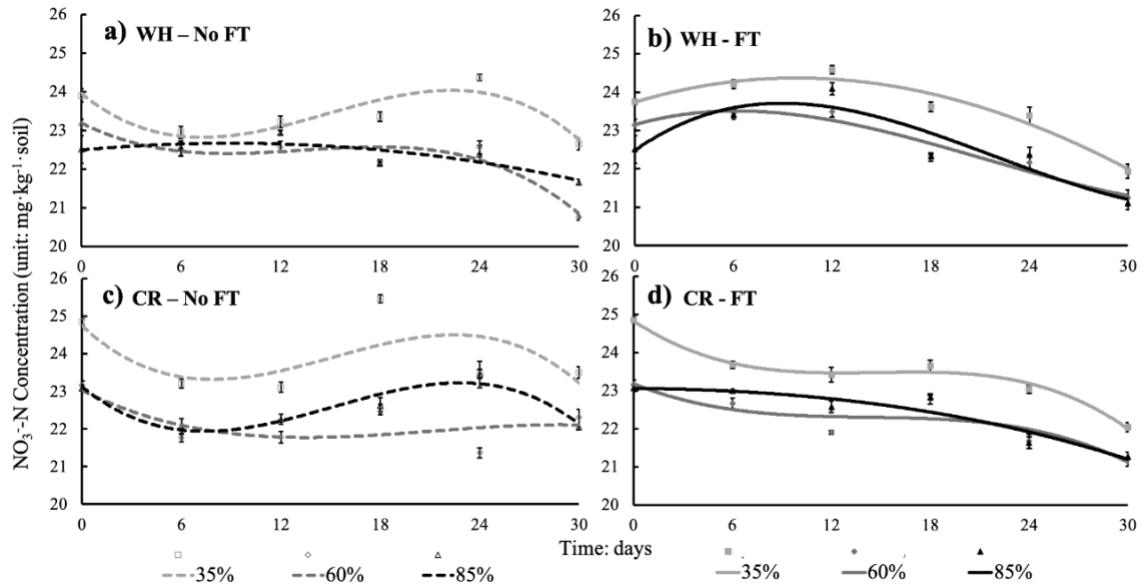 a) WH – No FT
b) WH - FT
26
25
24
23
22
21
20
0 6 12 18 24 30
26
25
24
23
22
21
20
0 6 12 18 24 30
NO₃⁻-N Concentration (unit: mg·kg⁻¹·soil)
c) CR – No FT
d) CR - FT
26
25
24
23
22
21
20
0 6 12 18 24 30
26
25
24
23
22
21
20
0 6 12 18 24 30
Time: days
35% 60% 85%
35% 60% 85%